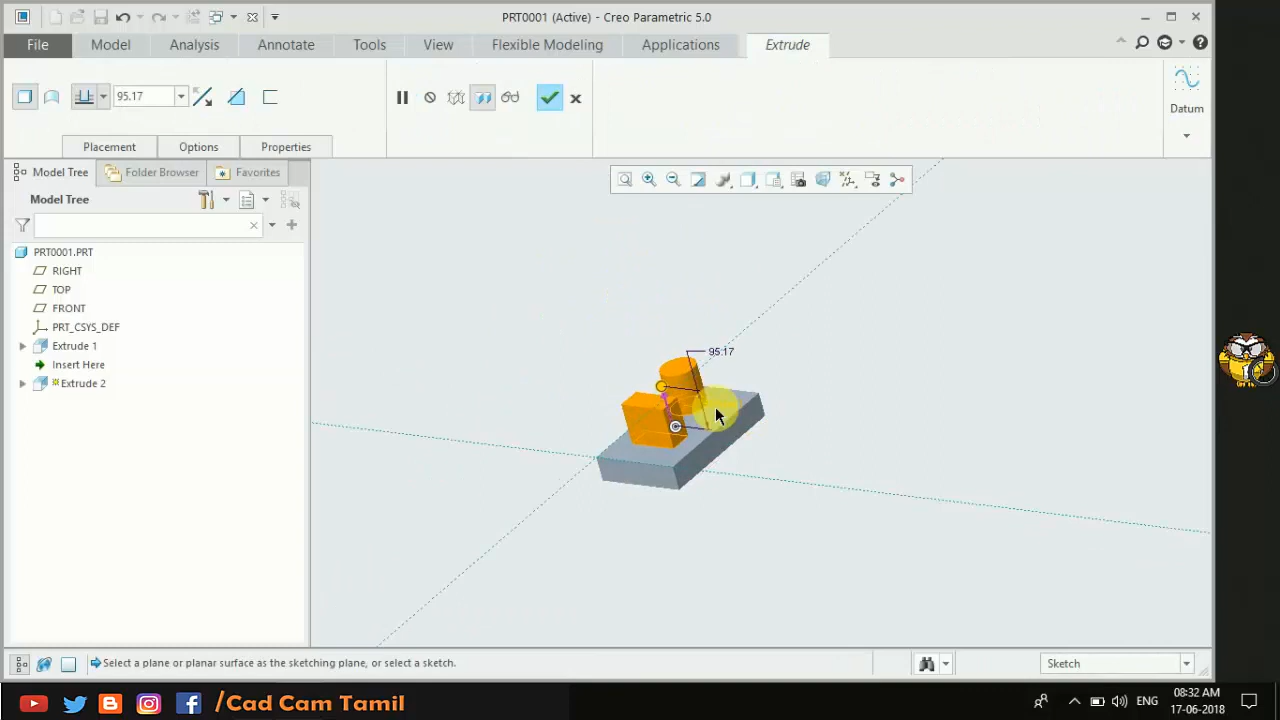 PRT0001 (Active) - Creo Parametric 5.0
File Model Analysis Annotate Tools View Flexible Modeling Applications Extrude
95.17
Datum
Placement Options Properties
Model Tree Folder Browser Favorites
Model Tree
PRT0001.PRT
RIGHT
TOP
FRONT
PRT_CSYS_DEF
Extrude 1
Insert Here
Extrude 2
95.17
Select a plane or planar surface as the sketching plane, or select a sketch.
Sketch
/Cad Cam Tamil
ENG
08:32 AM
17-06-2018